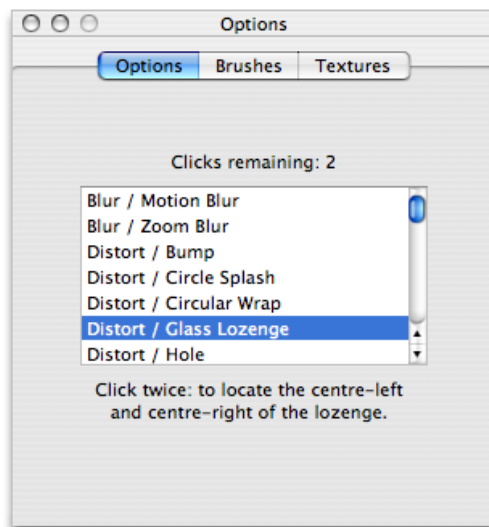 Options
Options Brushes Textures
Clicks remaining: 2
Blur / Motion Blur
Blur / Zoom Blur
Distort / Bump
Distort / Circle Splash
Distort / Circular Wrap
Distort / Glass Lozenge
Distort / Hole
Click twice: to locate the centre-left
and centre-right of the lozenge.